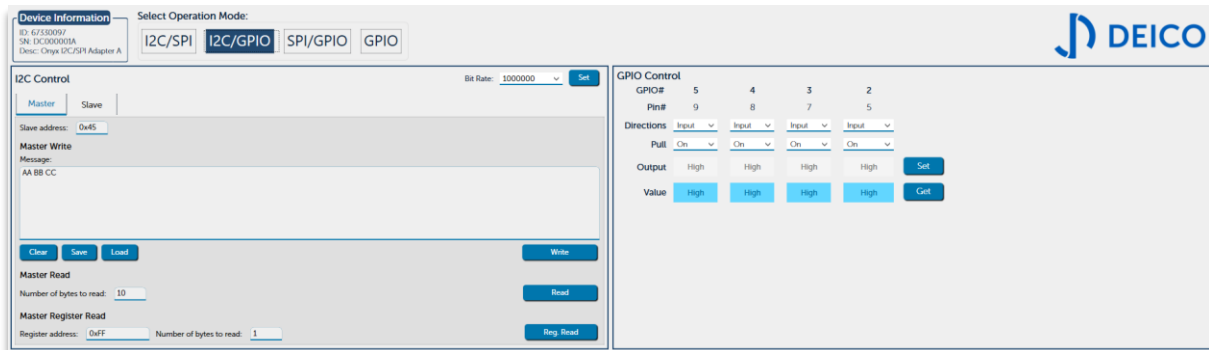 Device Information
ID: 67330097
SN: DC000001A
Desc: Onyx I2C/SPI Adapter A
Select Operation Mode:
I2C/SPI I2C/GPIO SPI/GPIO GPIO
DEICO
I2C Control
Bit Rate: 1000000 Set
Master Slave
Slave address: 0x45
Master Write
Message:
AA BB CC
Clear Save Load Write
Master Read
Number of bytes to read: 10 Read
Master Register Read
Register address: 0xFF Number of bytes to read: 1 Reg. Read
GPIO Control
GPIO# 5 4 3 2
Pin# 9 8 7 5
Directions Input Input Input Input
Pull On On On On
Output High High High High Set
Value High High High High Get